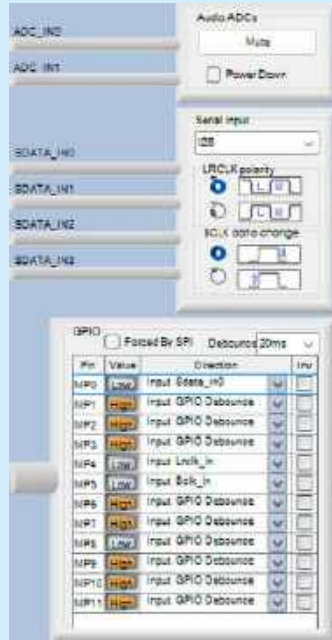 Audio ADCs
ADC_IN0
Mute
ADC_IN1
Power Down
Serial Input
I2S
LRCLK polarity
SDATA_IN0
SDATA_IN1
SDATA_IN2
BCLK data change
SDATA_IN3
GPIO
Forced By SPI Debounce 20ms
Pin Value Direction Inv
MP0 Low Input Sdata_in0
MP1 High Input GPIO Debounce
MP2 High Input GPIO Debounce
MP3 High Input GPIO Debounce
MP4 Low Input Lrclk_in
MP5 Low Input Bclk_in
MP6 High Input GPIO Debounce
MP7 High Input GPIO Debounce
MP8 Low Input GPIO Debounce
MP9 High Input GPIO Debounce
MP10 High Input GPIO Debounce
MP11 High Input GPIO Debounce